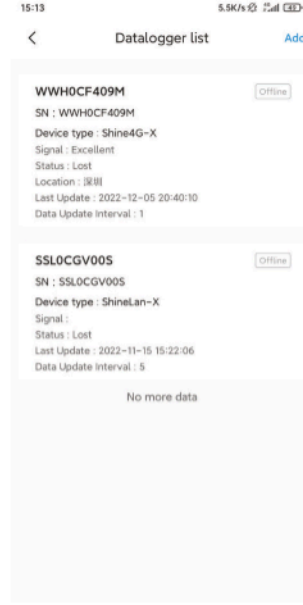 15:13 5.5K/s
Datalogger list Add
WWH0CF409M Offline
SN : WWH0CF409M
Device type : Shine4G-X
Signal : Excellent
Status : Lost
Location : 深圳
Last Update : 2022-12-05 20:40:10
Data Update Interval : 1
SSL0CGV00S Offline
SN : SSL0CGV00S
Device type : ShineLan-X
Signal :
Status : Lost
Last Update : 2022-11-15 15:22:06
Data Update Interval : 5
No more data